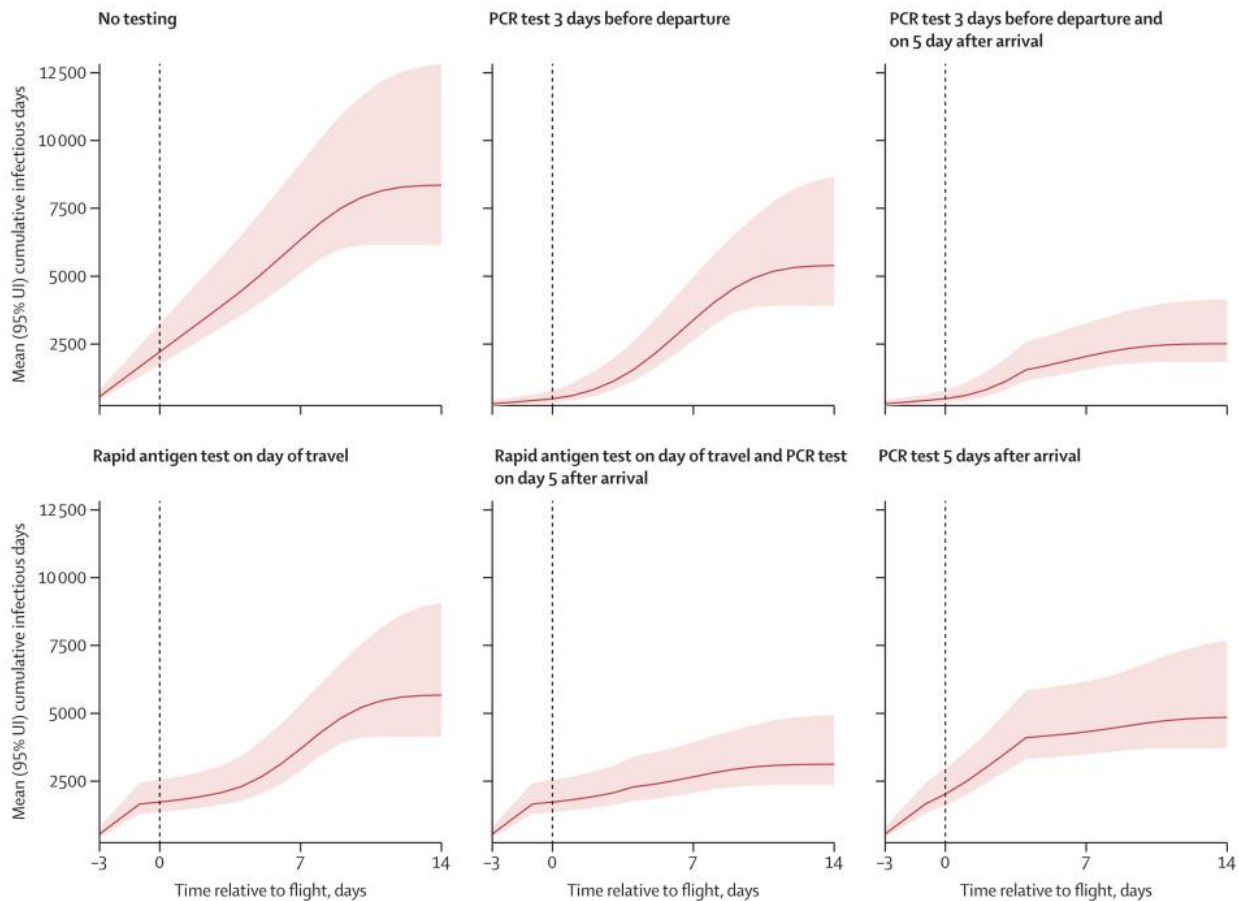 No testing
PCR test 3 days before departure
PCR test 3 days before departure and
on 5 day after arrival
Mean (95% UI) cumulative infectious days
12 500
10 000
7500
5000
2500
Rapid antigen test on day of travel
Rapid antigen test on day of travel and PCR test
on day 5 after arrival
PCR test 5 days after arrival
Mean (95% UI) cumulative infectious days
12 500
10 000
7500
5000
2500
–3 0 7 14
–3 0 7 14
–3 0 7 14
Time relative to flight, days
Time relative to flight, days
Time relative to flight, days